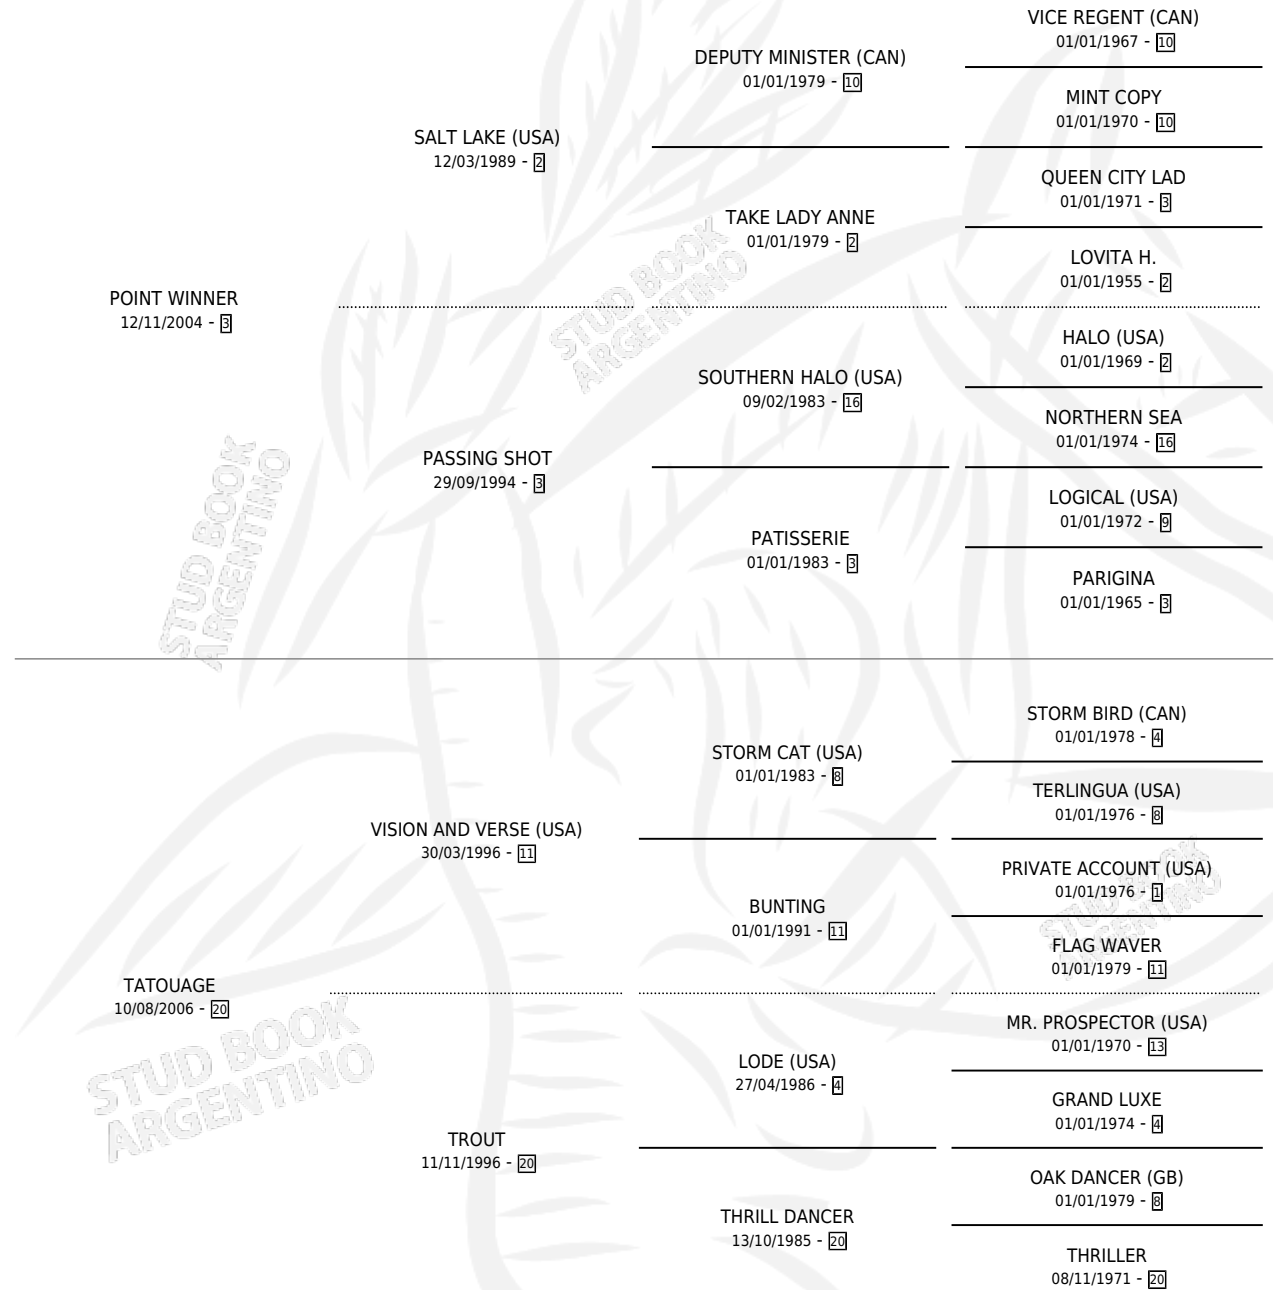 VICE REGENT (CAN)
01/01/1967 - 10
DEPUTY MINISTER (CAN)
01/01/1979 - 10
MINT COPY
01/01/1970 - 10
SALT LAKE (USA)
12/03/1989 - 2
QUEEN CITY LAD
01/01/1971 - 3
TAKE LADY ANNE
01/01/1979 - 2
LOVITA H.
01/01/1955 - 2
POINT WINNER
12/11/2004 - 3
STUD BOOK
ARGENTINO
HALO (USA)
01/01/1969 - 2
SOUTHERN HALO (USA)
09/02/1983 - 16
NORTHERN SEA
01/01/1974 - 16
PASSING SHOT
29/09/1994 - 3
LOGICAL (USA)
01/01/1972 - 9
PATISSERIE
01/01/1983 - 3
PARIGINA
01/01/1965 - 3
STUD BOOK
ARGENTINO
STORM BIRD (CAN)
01/01/1978 - 4
STORM CAT (USA)
01/01/1983 - 8
TERLINGUA (USA)
01/01/1976 - 8
VISION AND VERSE (USA)
30/03/1996 - 11
PRIVATE ACCOUNT (USA)
01/01/1976 - 1
BUNTING
01/01/1991 - 11
STUD BOOK
ARGENTINO
FLAG WAVER
01/01/1979 - 11
TATOUAGE
10/08/2006 - 20
STUD BOOK
ARGENTINO
MR. PROSPECTOR (USA)
01/01/1970 - 13
LODE (USA)
27/04/1986 - 4
GRAND LUXE
01/01/1974 - 4
TROUT
11/11/1996 - 20
OAK DANCER (GB)
01/01/1979 - 8
THRILL DANCER
13/10/1985 - 20
THRILLER
08/11/1971 - 20